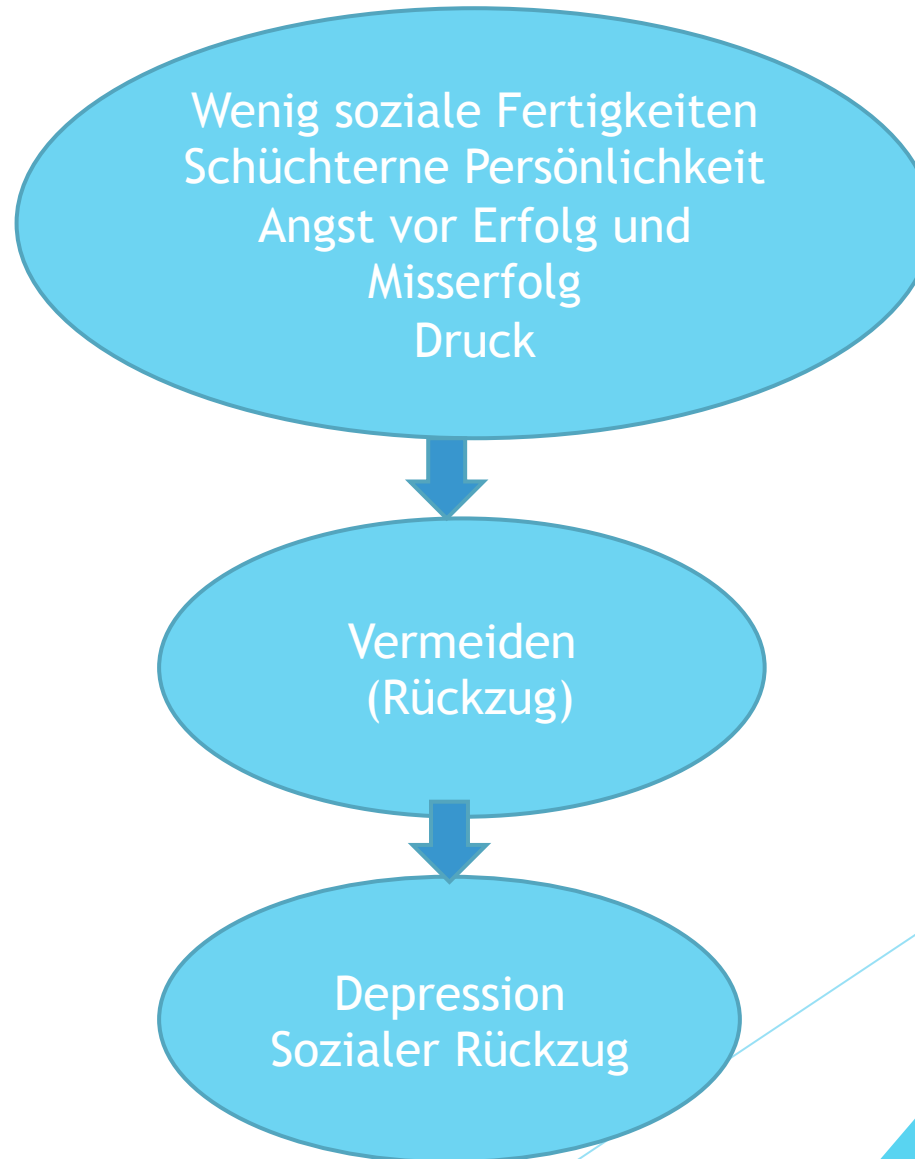 Wenig soziale Fertigkeiten
Schüchterne Persönlichkeit
Angst vor Erfolg und
Misserfolg
Druck
Vermeiden
(Rückzug)
Depression
Sozialer Rückzug